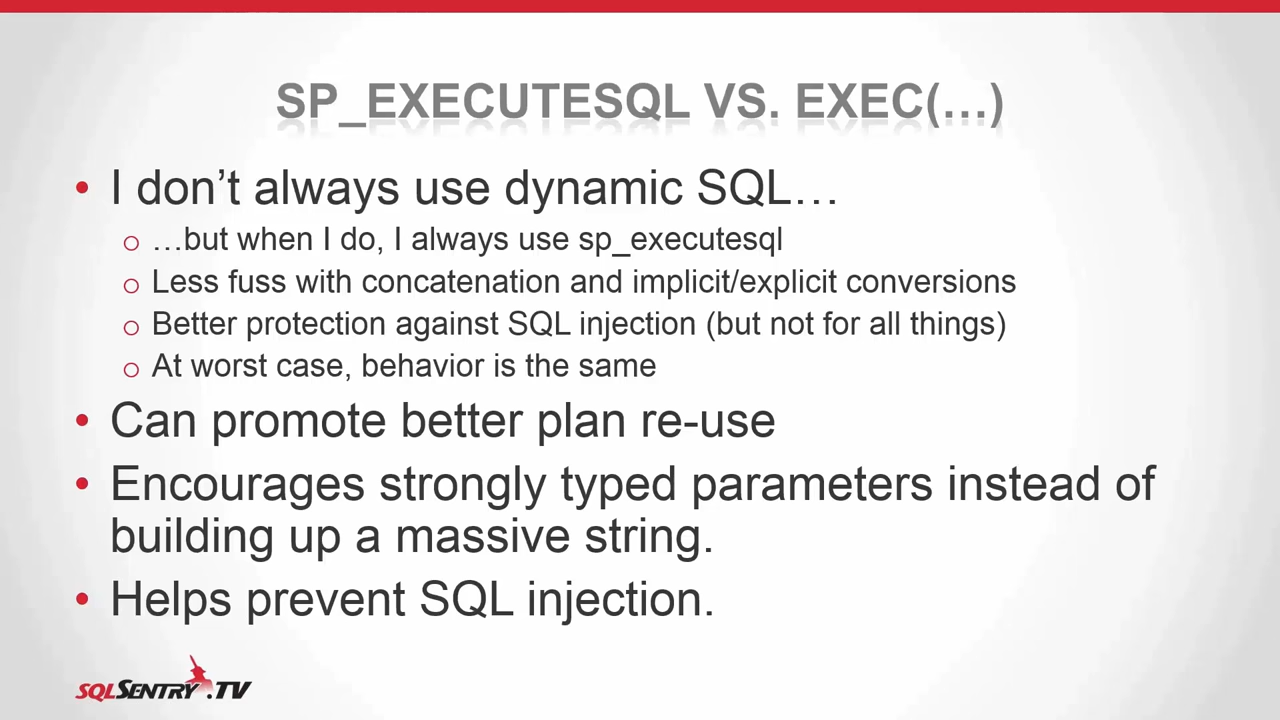 SP_EXECUTESQL VS. EXEC(…)
• I don’t always use dynamic SQL…
o …but when I do, I always use sp_executesql
o Less fuss with concatenation and implicit/explicit conversions
o Better protection against SQL injection (but not for all things)
o At worst case, behavior is the same
• Can promote better plan re-use
• Encourages strongly typed parameters instead of
building up a massive string.
• Helps prevent SQL injection.
SQLSENTRY.TV